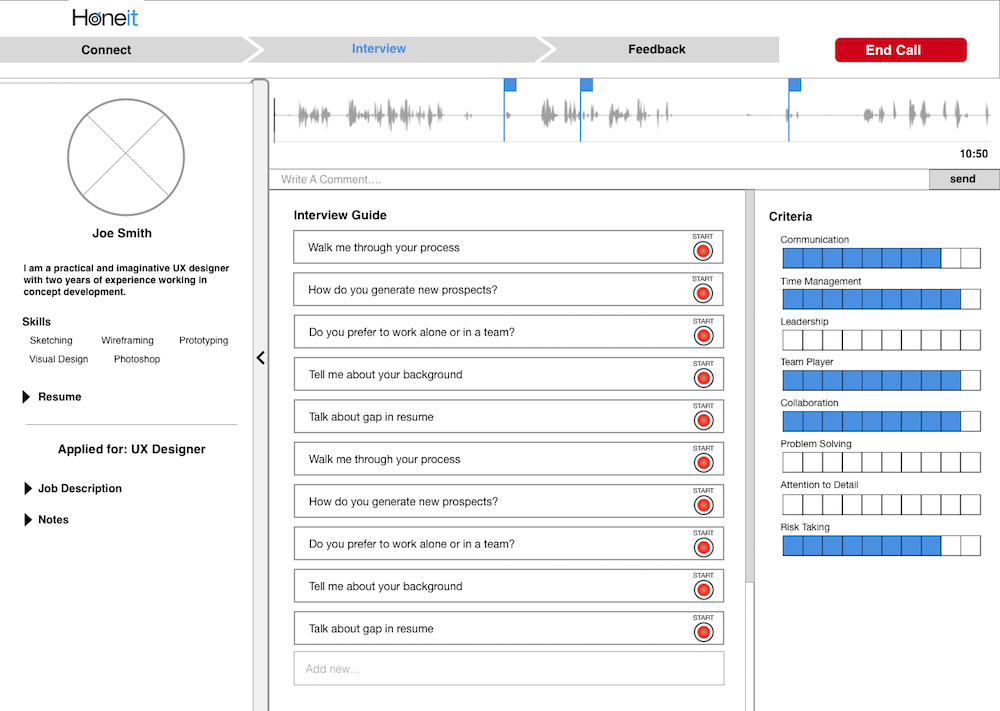 Honeit
Connect
Interview
Feedback
End Call
Joe Smith
I am a practical and imaginative UX designer
with two years of experience working in
concept development.
Skills
Sketching Wireframing Prototyping
Visual Design Photoshop
Resume
Applied for: UX Designer
Job Description
Notes
10:50
Write A Comment....
send
Interview Guide
Walk me through your process
START
How do you generate new prospects?
START
Do you prefer to work alone or in a team?
START
Tell me about your background
START
Talk about gap in resume
START
Walk me through your process
START
How do you generate new prospects?
START
Do you prefer to work alone or in a team?
START
Tell me about your background
START
Talk about gap in resume
START
Add new...
Criteria
Communication
Time Management
Leadership
Team Player
Collaboration
Problem Solving
Attention to Detail
Risk Taking